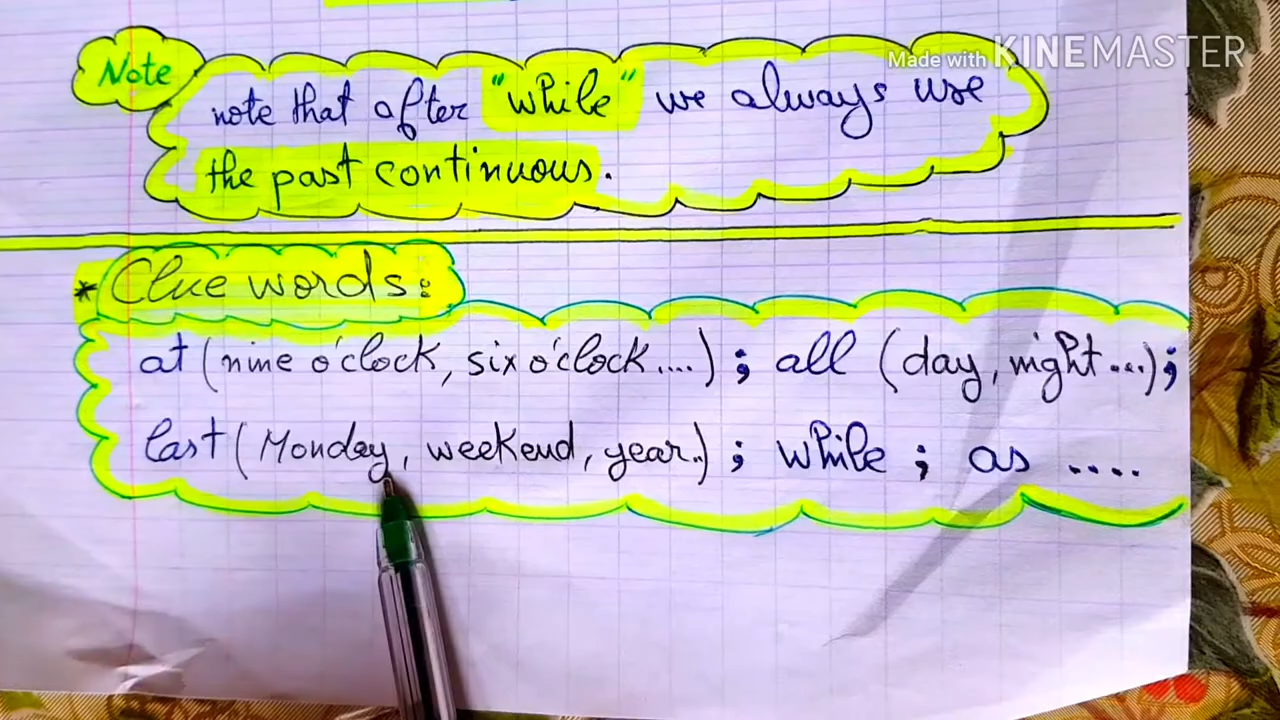 Made with KINEMASTER
Note
note that after "while" we always use
the past continuous.
* Clue words:
at (nine o'clock, six o'clock....) ; all (day, night...);
last (Monday, weekend, year..) ; while ; as ....